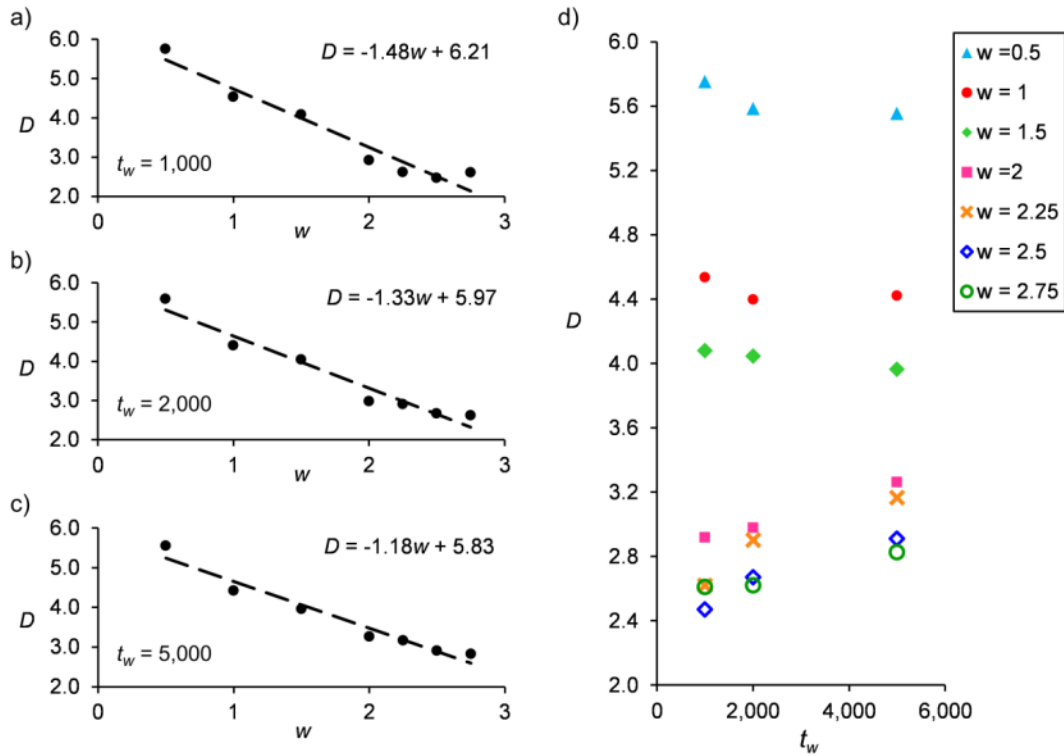 a)
6.0
5.0
4.0
3.0
2.0
D
D = -1.48w + 6.21
t_w = 1,000
0
1
2
3
w
b)
6.0
5.0
4.0
3.0
2.0
D
D = -1.33w + 5.97
t_w = 2,000
0
1
2
3
w
c)
6.0
5.0
4.0
3.0
2.0
D
D = -1.18w + 5.83
t_w = 5,000
0
1
2
3
w
d)
6.0
5.6
5.2
4.8
4.4
4.0
3.6
3.2
2.8
2.4
2.0
D
0
2,000
4,000
6,000
t_w
w =0.5
w = 1
w = 1.5
w =2
w = 2.25
w = 2.5
w = 2.75